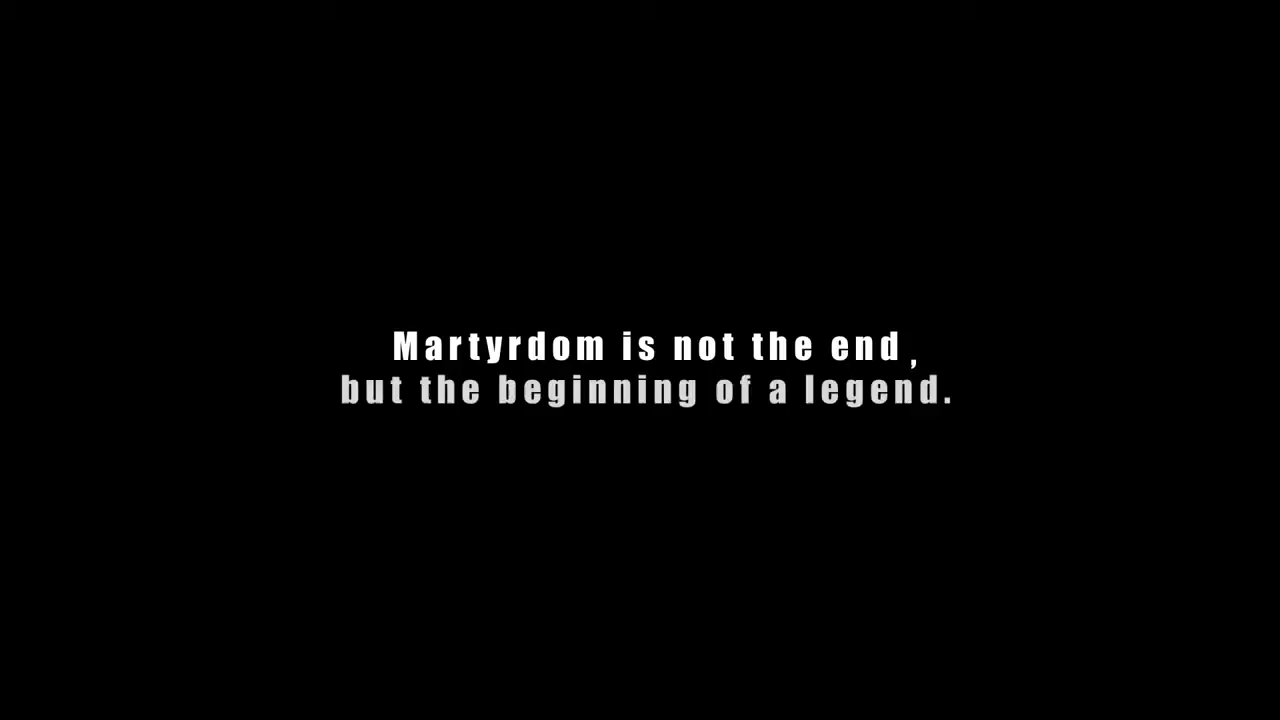 Martyrdom is not the end ,
but the beginning of a legend.